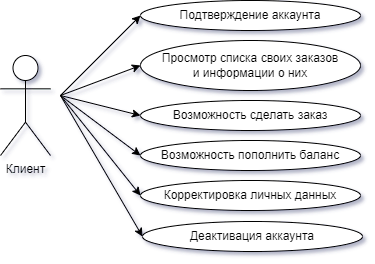 Подтверждение аккаунта
Просмотр списка своих заказов
и информации о них
Возможность сделать заказ
Возможность пополнить баланс
Корректировка личных данных
Деактивация аккаунта
Клиент